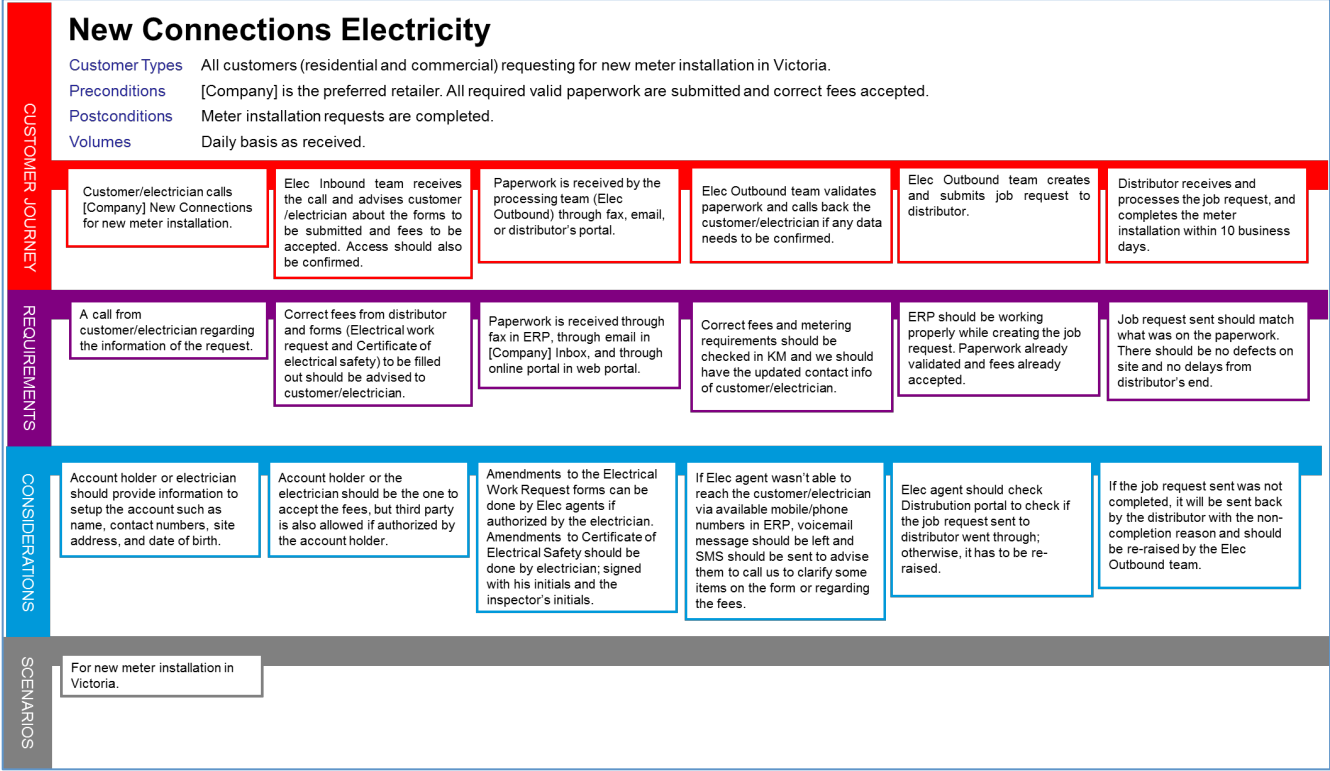 New Connections Electricity
Customer Types All customers (residential and commercial) requesting for new meter installation in Victoria.
Preconditions [Company] is the preferred retailer. All required valid paperwork are submitted and correct fees accepted.
Postconditions Meter installation requests are completed.
Volumes Daily basis as received.
CUSTOMER JOURNEY
Customer/electrician calls
[Company] New Connections
for new meter installation.
Elec Inbound team receives
the call and advises customer
/electrician about the forms to
be submitted and fees to be
accepted. Access should also
be confirmed.
Paperwork is received by the
processing team (Elec
Outbound) through fax, email,
or distributor's portal.
Elec Outbound team validates
paperwork and calls back the
customer/electrician if any data
needs to be confirmed.
Elec Outbound team creates
and submits job request to
distributor.
Distributor receives and
processes the job request, and
completes the meter
installation within 10 business
days.
REQUIREMENTS
A call from
customer/electrician regarding
the information of the request.
Correct fees from distributor
and forms (Electrical work
request and Certificate of
electrical safety) to be filled
out should be advised to
customer/electrician.
Paperwork is received through
fax in ERP, through email in
[Company] Inbox, and through
online portal in web portal.
Correct fees and metering
requirements should be
checked in KM and we should
have the updated contact info
of customer/electrician.
ERP should be working
properly while creating the job
request. Paperwork already
validated and fees already
accepted.
Job request sent should match
what was on the paperwork.
There should be no defects on
site and no delays from
distributor's end.
CONSIDERATIONS
Account holder or electrician
should provide information to
setup the account such as
name, contact numbers, site
address, and date of birth.
Account holder or the
electrician should be the one to
accept the fees, but third party
is also allowed if authorized by
the account holder.
Amendments to the Electrical
Work Request forms can be
done by Elec agents if
authorized by the electrician.
Amendments to Certificate of
Electrical Safety should be
done by electrician; signed
with his initials and the
inspector's initials.
If Elec agent wasn't able to
reach the customer/electrician
via available mobile/phone
numbers in ERP, voicemail
message should be left and
SMS should be sent to advise
them to call us to clarify some
items on the form or regarding
the fees.
Elec agent should check
Distrubution portal to check if
the job request sent to
distributor went through;
otherwise, it has to be re-
raised.
If the job request sent was not
completed, it will be sent back
by the distributor with the non-
completion reason and should
be re-raised by the Elec
Outbound team.
SCENARIOS
For new meter installation in
Victoria.